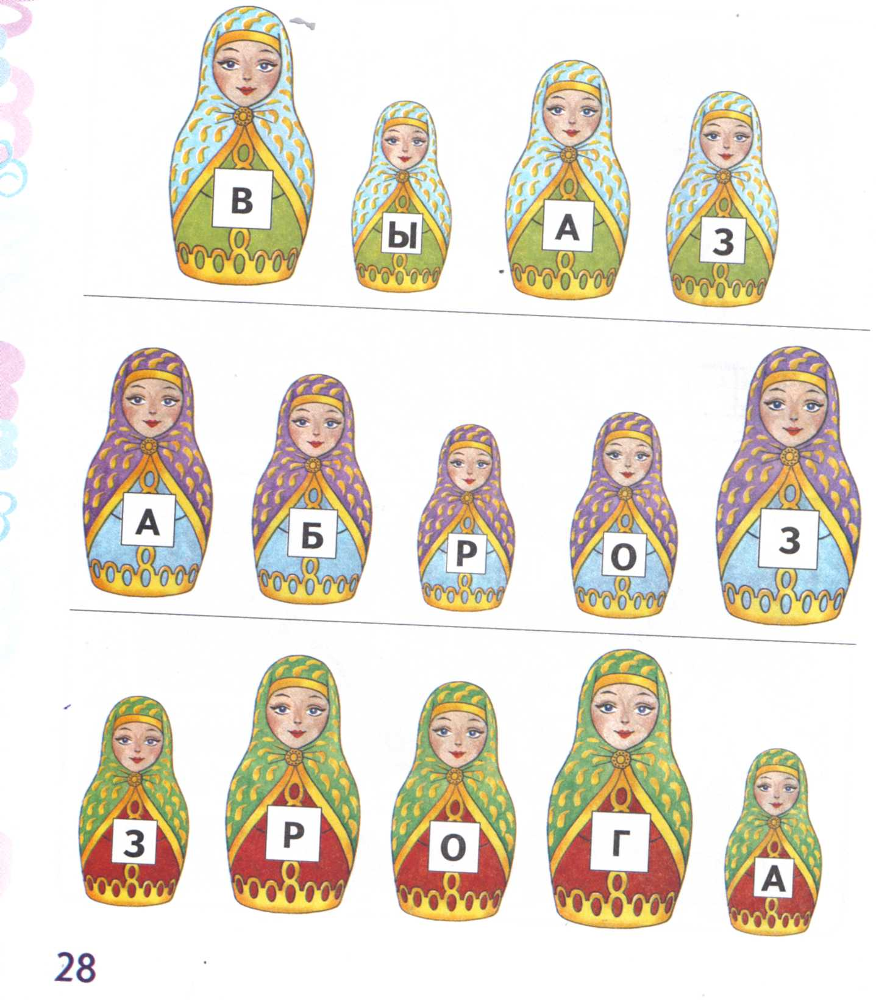 В Ы А З
А Б Р О З
З Р О Г А
28